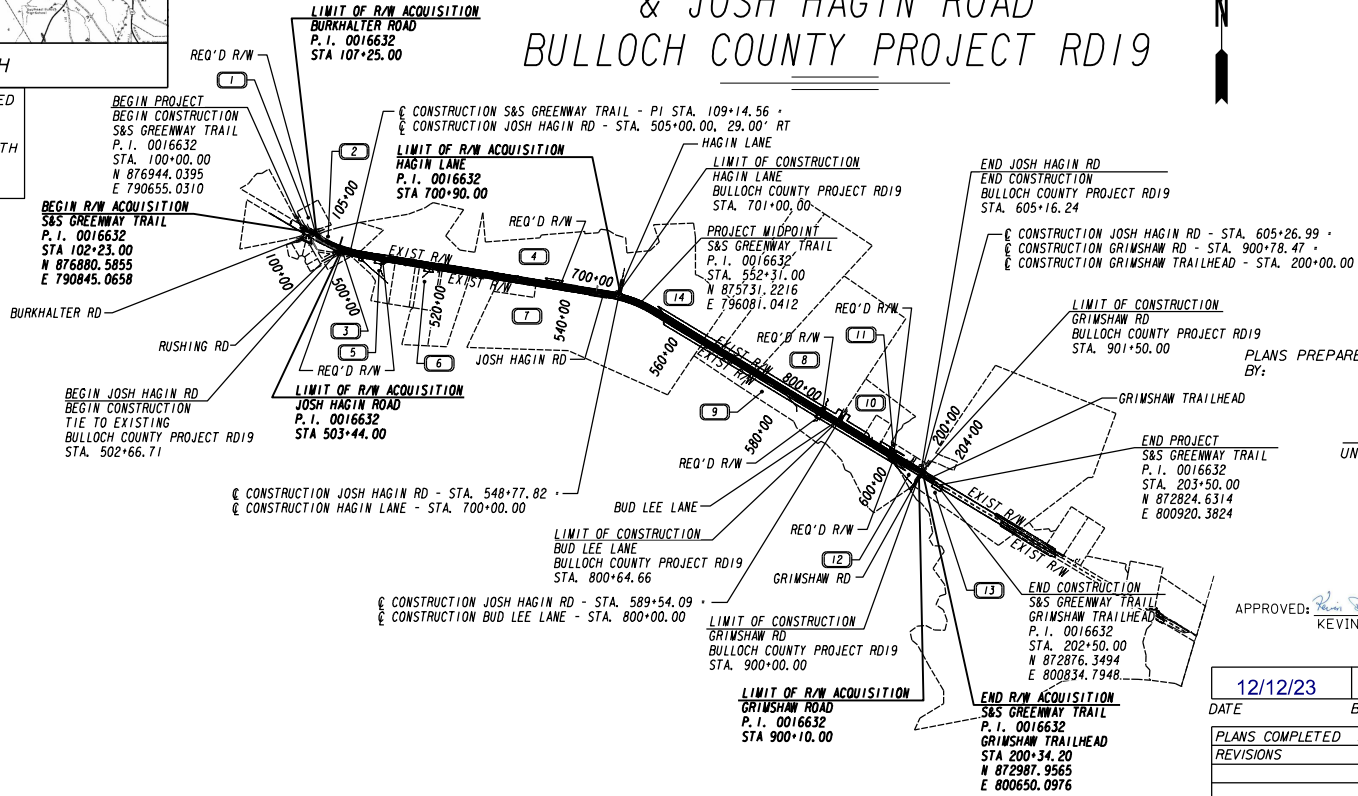 & JOSH HAGIN ROAD
BULLOCH COUNTY PROJECT RD19
N
H
ED
TH
LIMIT OF R/W ACQUISITION
BURKHALTER ROAD
P.I. 0016632
STA 107+25.00
REQ'D R/W
1
BEGIN PROJECT
BEGIN CONSTRUCTION
S&S GREENWAY TRAIL
P.I. 0016632
STA. 100+00.00
N 876944.0395
E 790655.0310
2
105+00
BEGIN R/W ACQUISITION
S&S GREENWAY TRAIL
P.I. 0016632
STA 102+23.00
N 876880.5855
E 790845.0658
℄ CONSTRUCTION S&S GREENWAY TRAIL - PI STA. 109+14.56 =
℄ CONSTRUCTION JOSH HAGIN RD - STA. 505+00.00, 29.00' RT
LIMIT OF R/W ACQUISITION
HAGIN LANE
P.I. 0016632
STA 700+90.00
HAGIN LANE
LIMIT OF CONSTRUCTION
HAGIN LANE
BULLOCH COUNTY PROJECT RD19
STA. 701+00.00
REQ'D R/W
PROJECT MIDPOINT
S&S GREENWAY TRAIL
P.I. 0016632
STA. 552+31.00
N 875731.2216
E 796081.0412
END JOSH HAGIN RD
END CONSTRUCTION
BULLOCH COUNTY PROJECT RD19
STA. 605+16.24
℄ CONSTRUCTION JOSH HAGIN RD - STA. 605+26.99 =
℄ CONSTRUCTION GRIMSHAW RD - STA. 900+78.47 =
℄ CONSTRUCTION GRIMSHAW TRAILHEAD - STA. 200+00.00
EXIST R/W
EXIST R/W
4
700+00
100+00
500+00
520+00
540+00
560+00
7
14
3
5
6
BURKHALTER RD
RUSHING RD
REQ'D R/W
JOSH HAGIN RD
LIMIT OF R/W ACQUISITION
JOSH HAGIN ROAD
P.I. 0016632
STA 503+44.00
BEGIN JOSH HAGIN RD
BEGIN CONSTRUCTION
TIE TO EXISTING
BULLOCH COUNTY PROJECT RD19
STA. 502+66.71
REQ'D R/W
11
REQ'D R/W
8
EXIST R/W
EXIST R/W
800+00
10
9
580+00
LIMIT OF CONSTRUCTION
GRIMSHAW RD
BULLOCH COUNTY PROJECT RD19
STA. 901+50.00
PLANS PREPARE
BY:
GRIMSHAW TRAILHEAD
200+00
204+00
END PROJECT
S&S GREENWAY TRAIL
P.I. 0016632
STA. 203+50.00
N 872824.6314
E 800920.3824
UN
REQ'D R/W
600+00
℄ CONSTRUCTION JOSH HAGIN RD - STA. 548+77.82 =
℄ CONSTRUCTION HAGIN LANE - STA. 700+00.00
BUD LEE LANE
LIMIT OF CONSTRUCTION
BUD LEE LANE
BULLOCH COUNTY PROJECT RD19
STA. 800+64.66
REQ'D R/W
12
GRIMSHAW RD
EXIST R/W
EXIST R/W
13
℄ CONSTRUCTION JOSH HAGIN RD - STA. 589+54.09 =
℄ CONSTRUCTION BUD LEE LANE - STA. 800+00.00
LIMIT OF CONSTRUCTION
GRIMSHAW RD
BULLOCH COUNTY PROJECT RD19
STA. 900+00.00
END CONSTRUCTION
S&S GREENWAY TRAIL
GRIMSHAW TRAILHEAD
P.I. 0016632
STA. 202+50.00
N 872876.3494
E 800834.7948
APPROVED:
KEVIN
LIMIT OF R/W ACQUISITION
GRIMSHAW ROAD
P.I. 0016632
STA 900+10.00
END R/W ACQUISITION
S&S GREENWAY TRAIL
P.I. 0016632
GRIMSHAW TRAILHEAD
STA 200+34.20
N 872987.9565
E 800650.0976
12/12/23
DATE
B
PLANS COMPLETED
REVISIONS